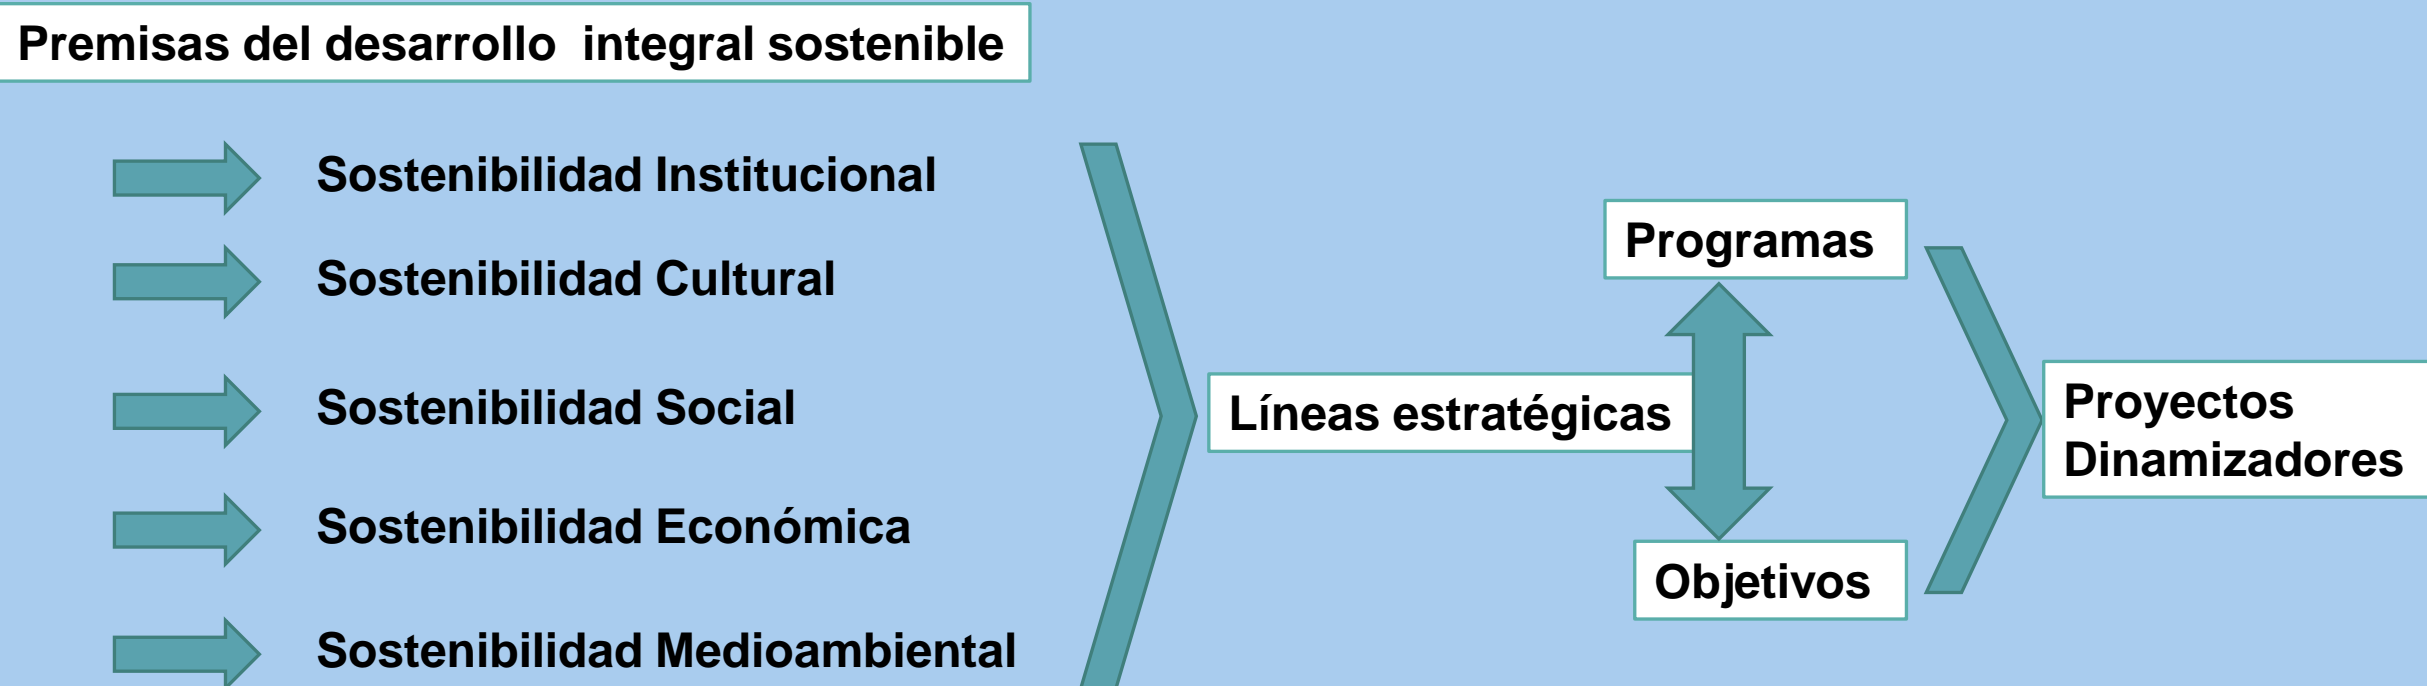 Premisas del desarrollo  integral sostenible
Sostenibilidad Institucional
Sostenibilidad Cultural
Sostenibilidad Social
Sostenibilidad Económica
Sostenibilidad Medioambiental
Líneas estratégicas
Programas
Objetivos
Proyectos
Dinamizadores